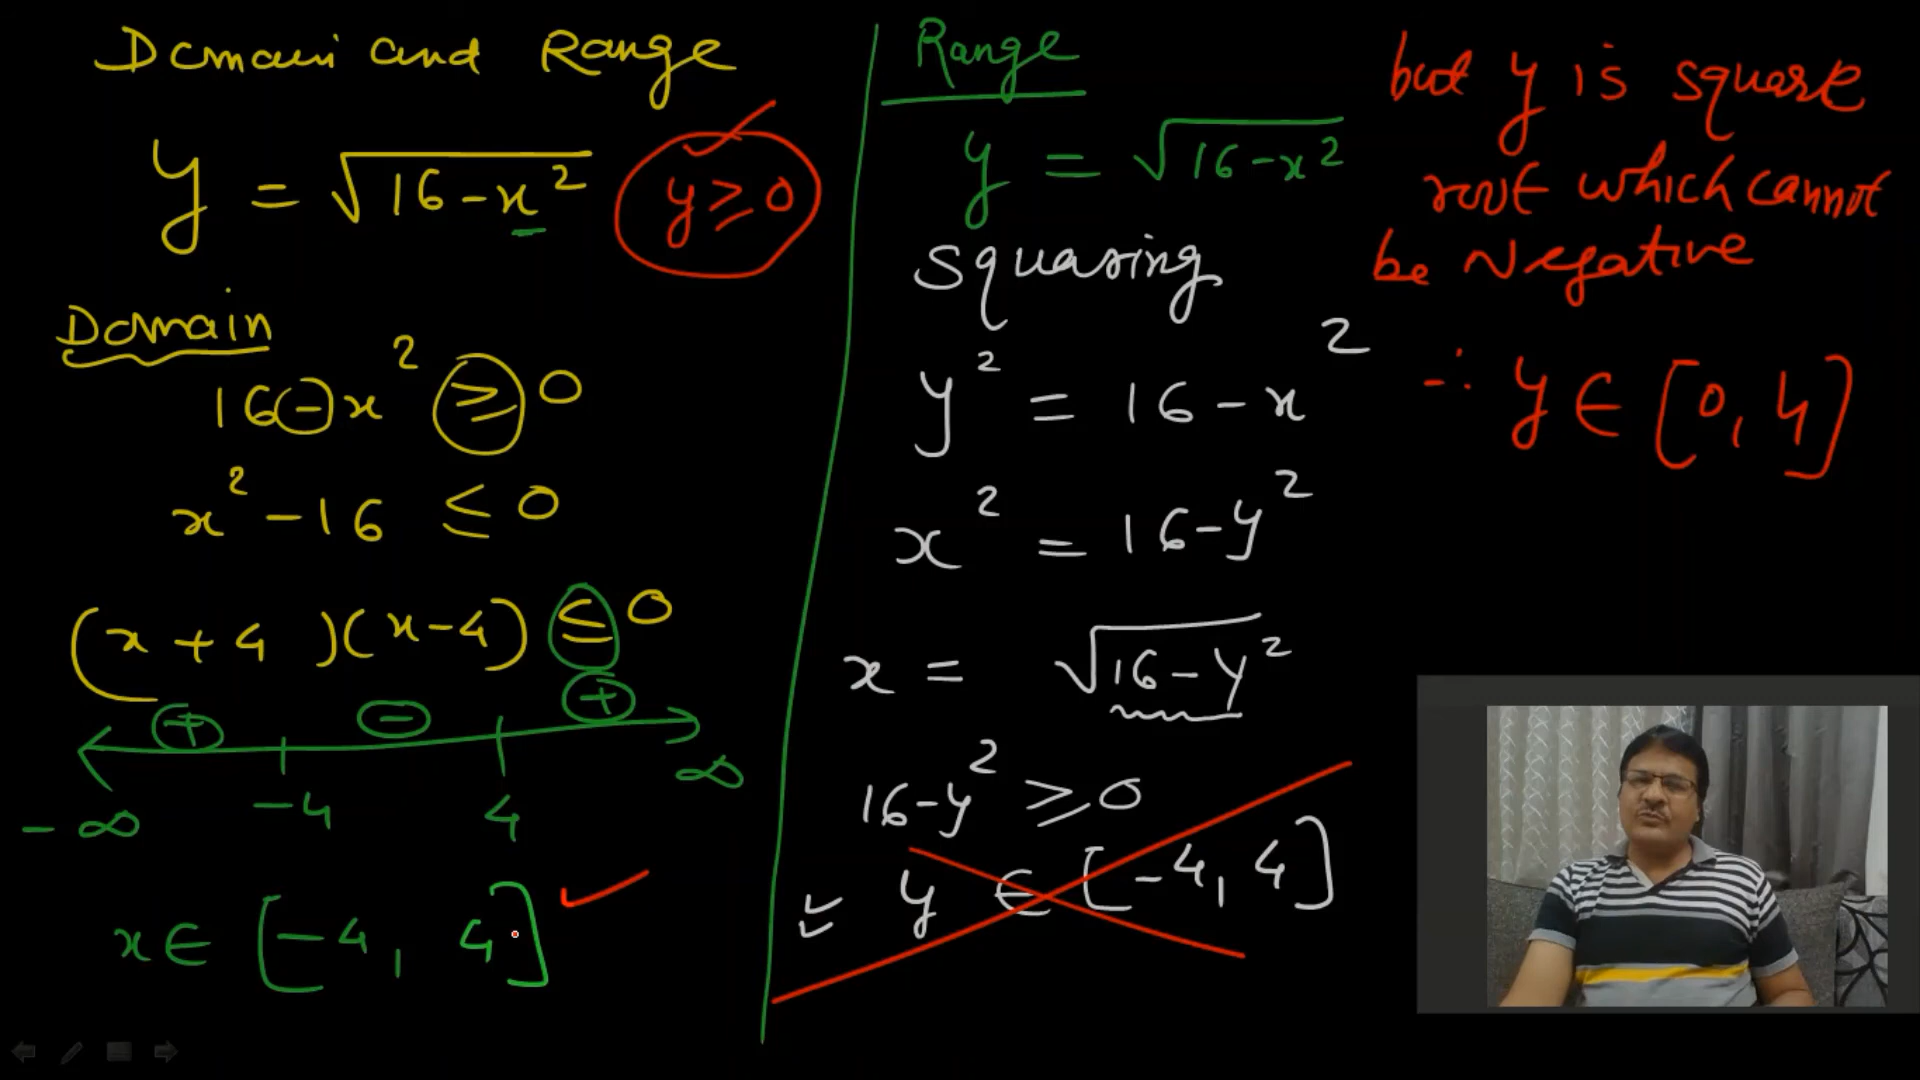 Domain and Range
y = √16-x²
y ≥ 0
Domain
16-x² ≥ 0
x²-16 ≤ 0
(x+4)(x-4) ≤ 0
+ - +
-∞ -4 4 ∞
x ∈ [-4, 4]
Range
y = √16-x²
Squaring
y² = 16-x²
x² = 16-y²
x = √16-y²
16-y² ≥ 0
y ∈ [-4, 4]
but y is square
root which cannot
be Negative
∴ y ∈ [0, 4]